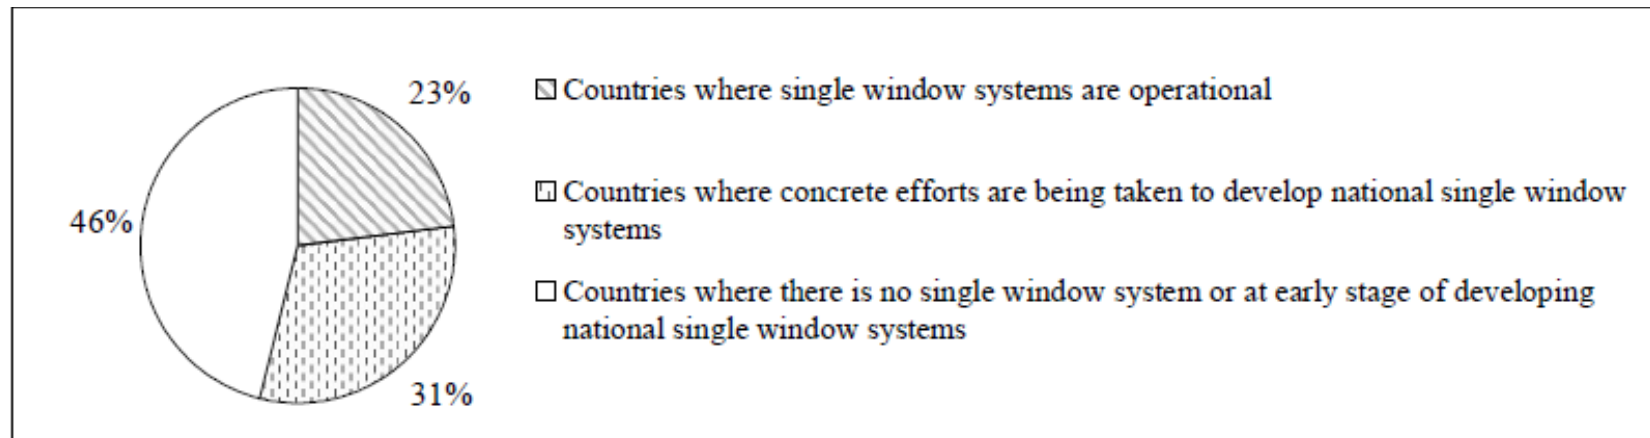 23%
Countries where single window systems are operational
46%
Countries where concrete efforts are being taken to develop national single window
systems
Countries where there is no single window system or at early stage of developing
national single window systems
31%